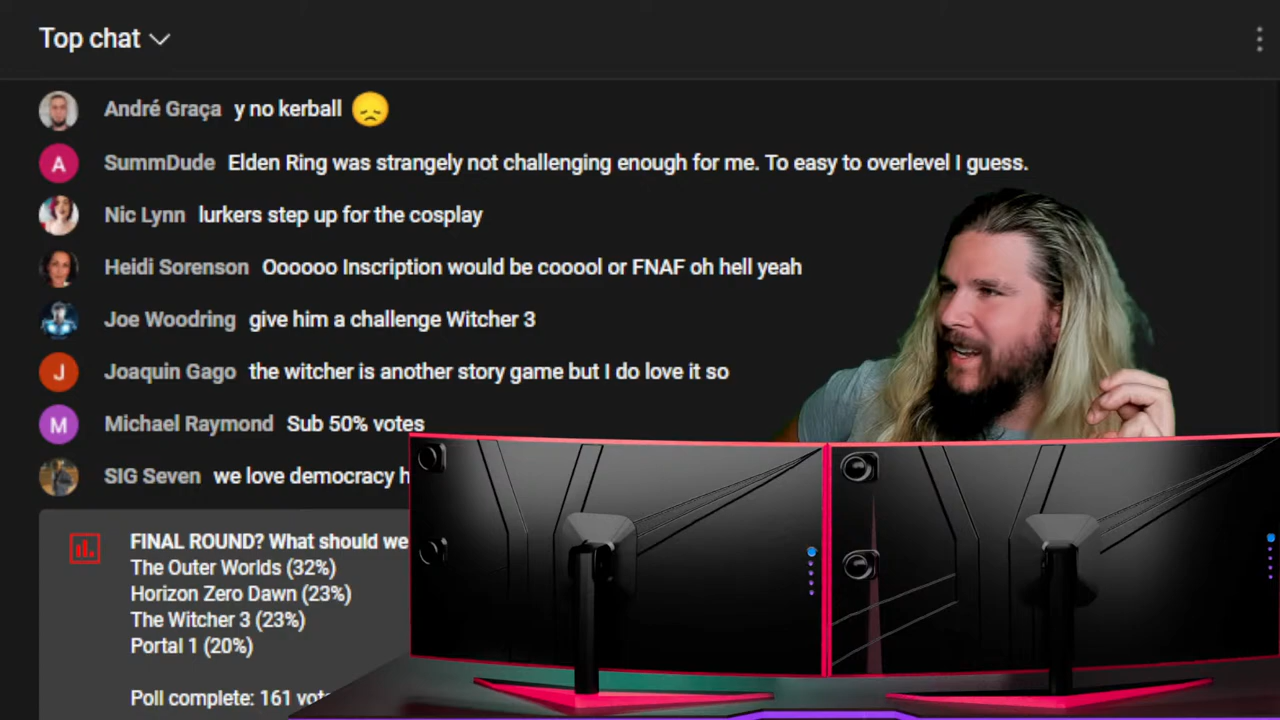 Top chat
André Graça y no kerball
A SummDude Elden Ring was strangely not challenging enough for me. To easy to overlevel I guess.
Nic Lynn lurkers step up for the cosplay
Heidi Sorenson Oooooo Inscription would be cooool or FNAF oh hell yeah
Joe Woodring give him a challenge Witcher 3
J Joaquin Gago the witcher is another story game but I do love it so
M Michael Raymond Sub 50% votes
SIG Seven we love democracy h
FINAL ROUND? What should we
The Outer Worlds (32%)
Horizon Zero Dawn (23%)
The Witcher 3 (23%)
Portal 1 (20%)
Poll complete: 161 vot